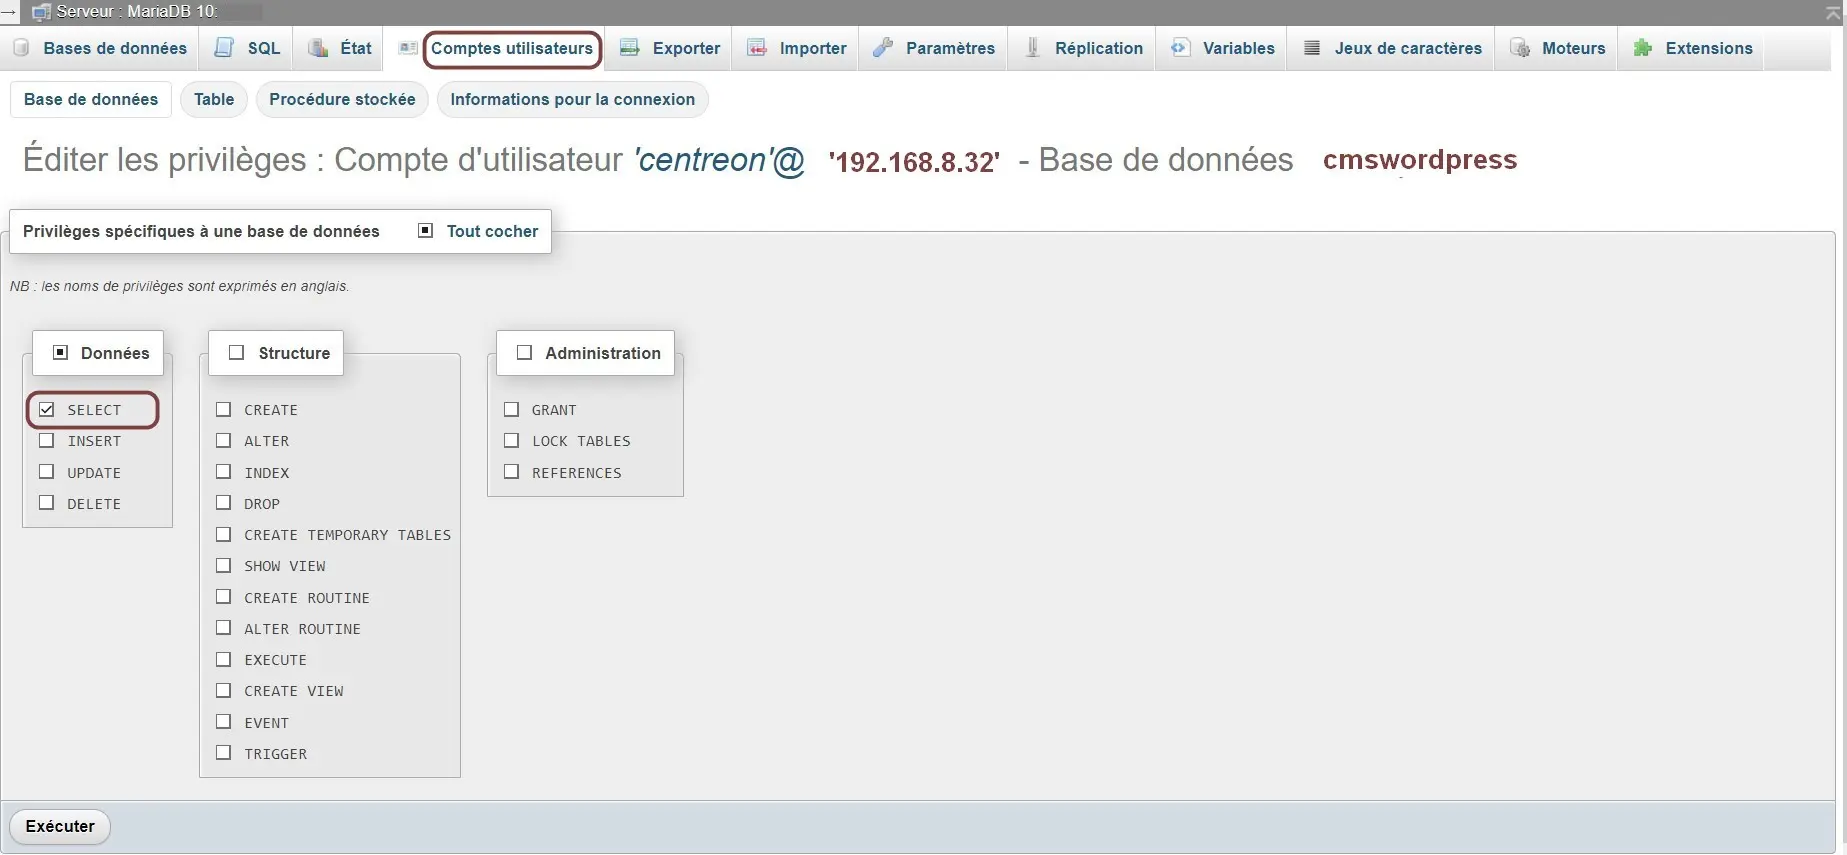 → Serveur : MariaDB 10:
Bases de données SQL État Comptes utilisateurs Exporter Importer Paramètres Réplication Variables Jeux de caractères Moteurs Extensions
Base de données Table Procédure stockée Informations pour la connexion
Éditer les privilèges : Compte d'utilisateur 'centreon'@ '192.168.8.32' - Base de données cmswordpress
Privilèges spécifiques à une base de données Tout cocher
NB : les noms de privilèges sont exprimés en anglais.
Données
SELECT
INSERT
UPDATE
DELETE
Structure
CREATE
ALTER
INDEX
DROP
CREATE TEMPORARY TABLES
SHOW VIEW
CREATE ROUTINE
ALTER ROUTINE
EXECUTE
CREATE VIEW
EVENT
TRIGGER
Administration
GRANT
LOCK TABLES
REFERENCES
Exécuter